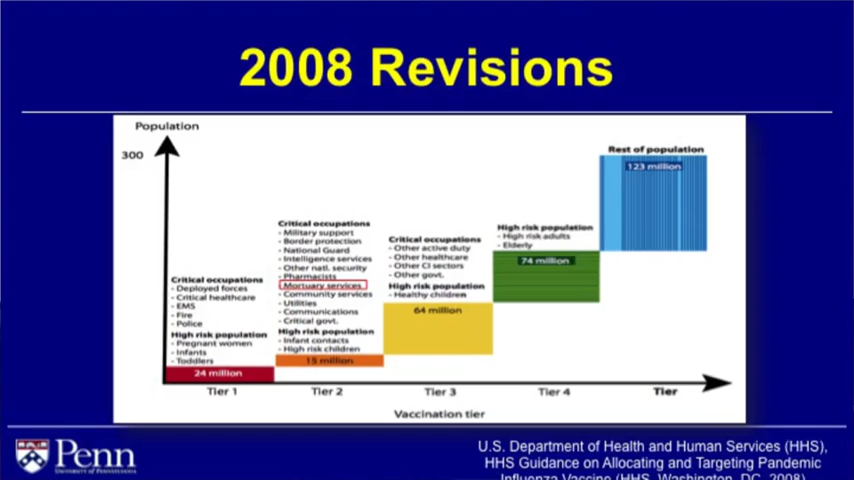 2008 Revisions
Population
300
Rest of population
123 million
High risk population
- High risk adults
- Elderly
74 million
Critical occupations
- Other active duty
- Other healthcare
- Other CI sectors
- Other govt.
High risk population
- Healthy children
64 million
Critical occupations
- Military support
- Border protection
- National Guard
- Intelligence services
- Other natl. security
- Pharmacists
- Mortuary services
- Community services
- Utilities
- Communications
- Critical govt.
High risk population
- Infant contacts
- High risk children
15 million
Critical occupations
- Deployed forces
- Critical healthcare
- EMS
- Fire
- Police
High risk population
- Pregnant women
- Infants
- Toddlers
24 million
Tier 1
Tier 2
Tier 3
Tier 4
Tier
Vaccination tier
Penn
UNIVERSITY OF PENNSYLVANIA
U.S. Department of Health and Human Services (HHS),
HHS Guidance on Allocating and Targeting Pandemic
Influenza Vaccine (HHS, Washington, DC, 2008)